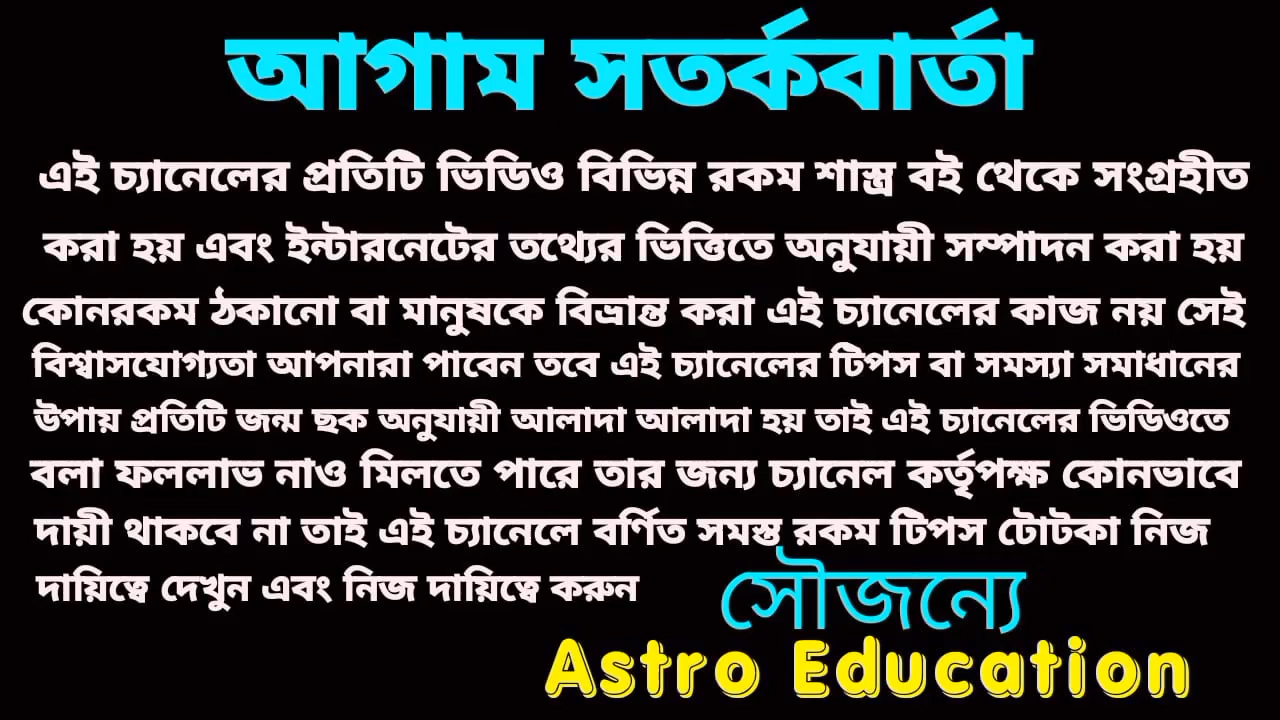 আগাম সতর্কবার্তা
এই চ্যানেলের প্রতিটি ভিডিও বিভিন্ন রকম শাস্ত্র বই থেকে সংগ্রহীত
করা হয় এবং ইন্টারনেটের তথ্যের ভিত্তিতে অনুযায়ী সম্পাদন করা হয়
কোনরকম ঠকানো বা মানুষকে বিভ্রান্ত করা এই চ্যানেলের কাজ নয় সেই
বিশ্বাসযোগ্যতা আপনারা পাবেন তবে এই চ্যানেলের টিপস বা সমস্যা সমাধানের
উপায় প্রতিটি জন্ম ছক অনুযায়ী আলাদা আলাদা হয় তাই এই চ্যানেলের ভিডিওতে
বলা ফললাভ নাও মিলতে পারে তার জন্য চ্যানেল কর্তৃপক্ষ কোনভাবে
দায়ী থাকবে না তাই এই চ্যানেলে বর্ণিত সমস্ত রকম টিপস টোটকা নিজ
দায়িত্বে দেখুন এবং নিজ দায়িত্বে করুন
সৌজন্যে
Astro Education